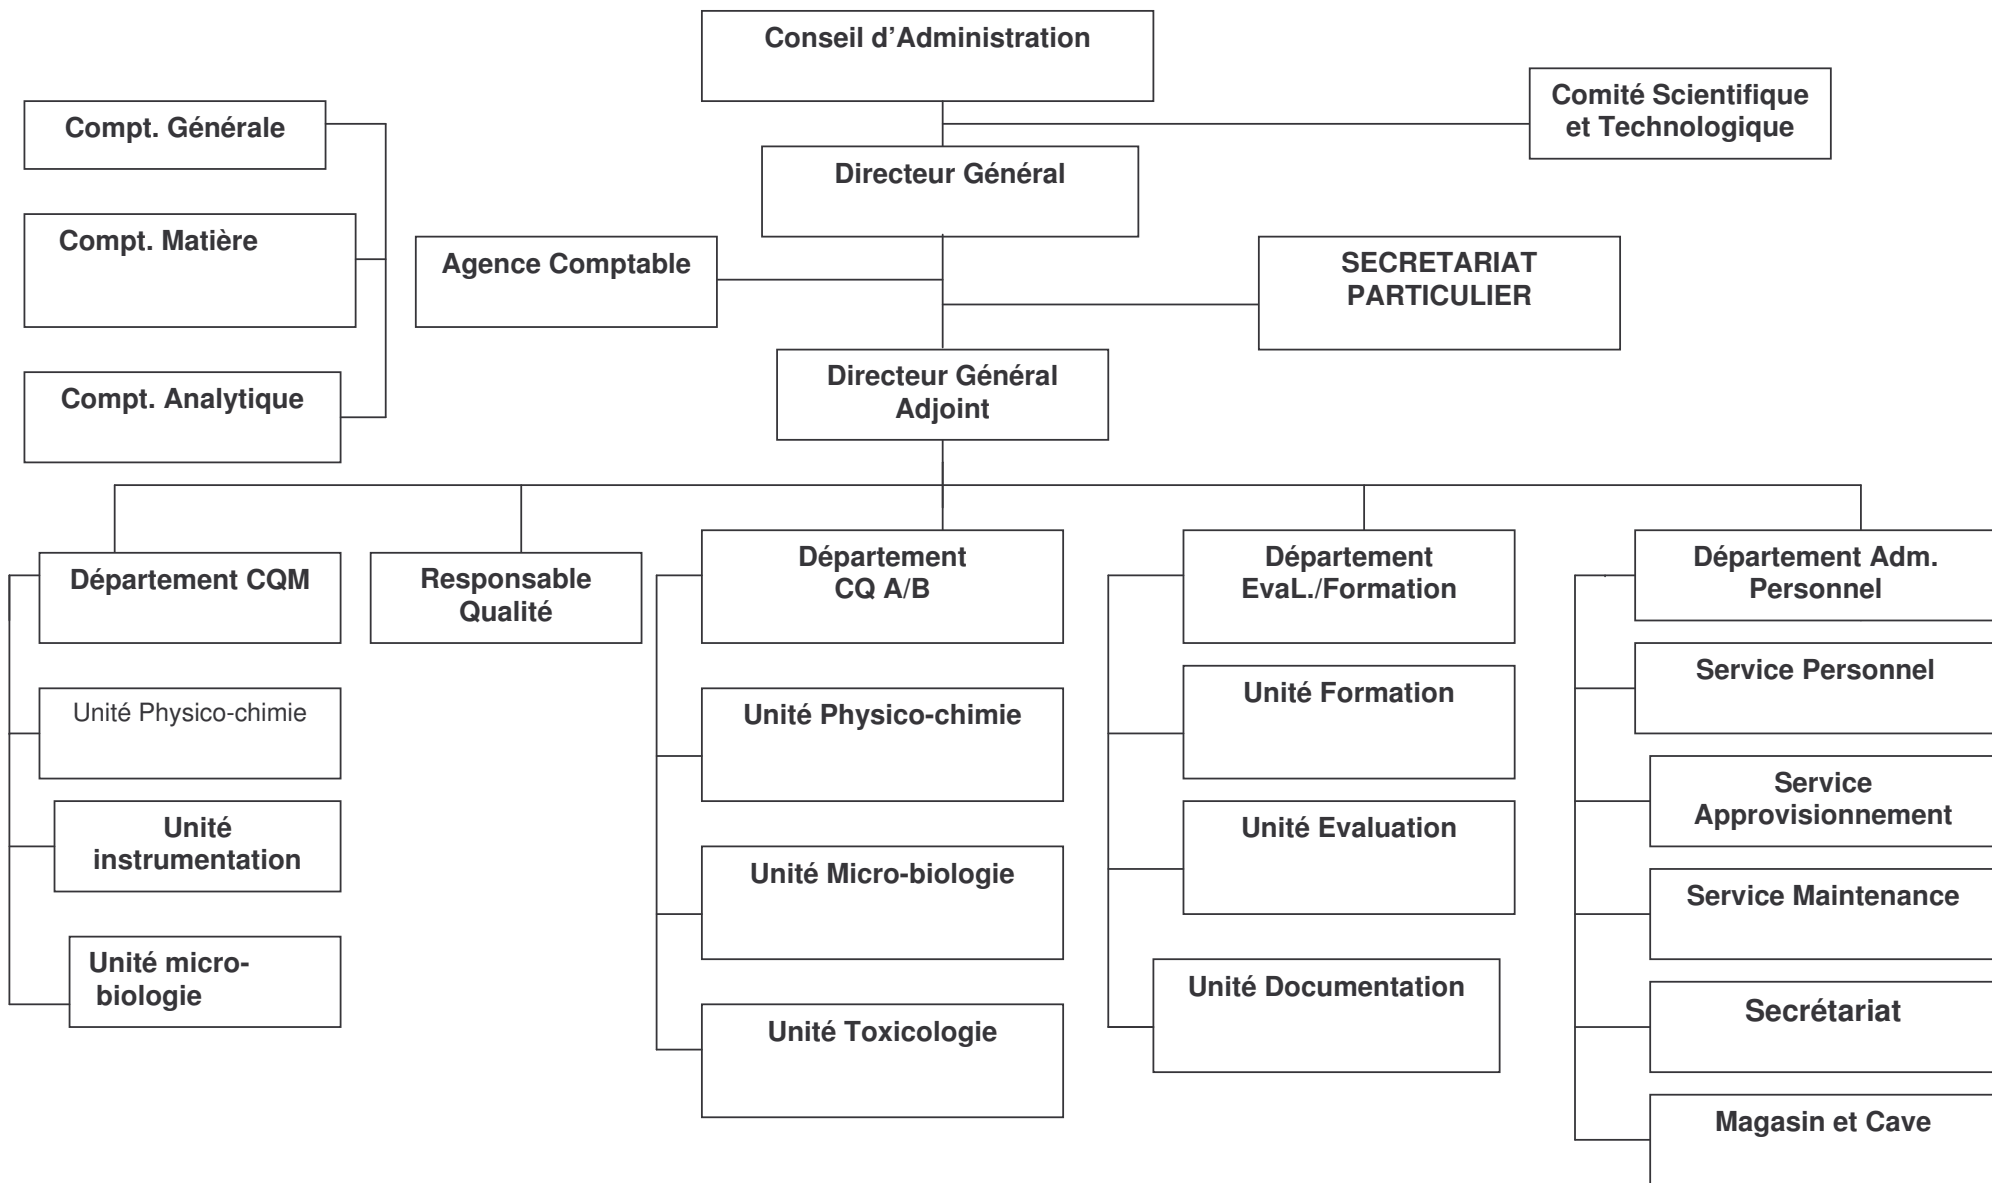 Conseil d’Administration
Comité Scientifique
et Technologique
Compt. Générale
Directeur Général
Compt. Matière
Agence Comptable
SECRETARIAT
PARTICULIER
Compt. Analytique
Directeur Général
Adjoint
Département CQM
Responsable
Qualité
Département
CQ A/B
Département
EvaL./Formation
Département Adm.
Personnel
Unité Physico-chimie
Unité Physico-chimie
Unité Formation
Service Personnel
Unité
instrumentation
Unité Micro-biologie
Unité Evaluation
Service
Approvisionnement
Service Maintenance
Unité micro-
biologie
Unité Toxicologie
Unité Documentation
Secrétariat
Magasin et Cave